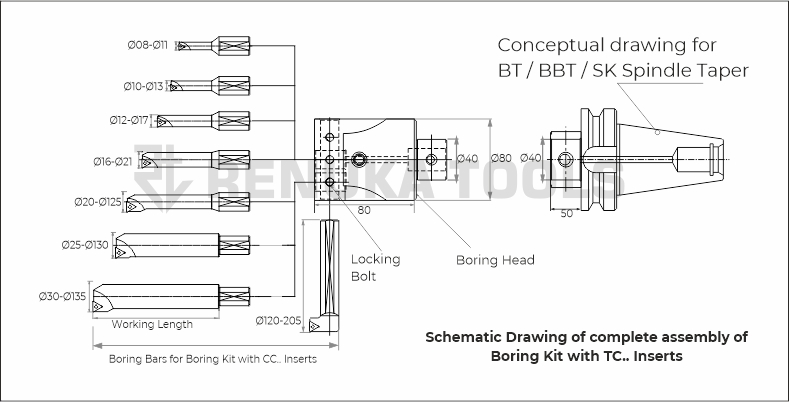 Ø08-Ø11
Ø10-Ø13
Ø12-Ø17
Ø16-Ø21
Ø20-Ø125
Ø25-Ø130
Ø30-Ø135
Working Length
Boring Bars for Boring Kit with CC.. Inserts
Ø120-205
80
Ø40
Ø80
Locking
Bolt
Boring Head
Conceptual drawing for
BT / BBT / SK Spindle Taper
Ø40
50
RENUKA TOOLS
Schematic Drawing of complete assembly of
Boring Kit with TC.. Inserts